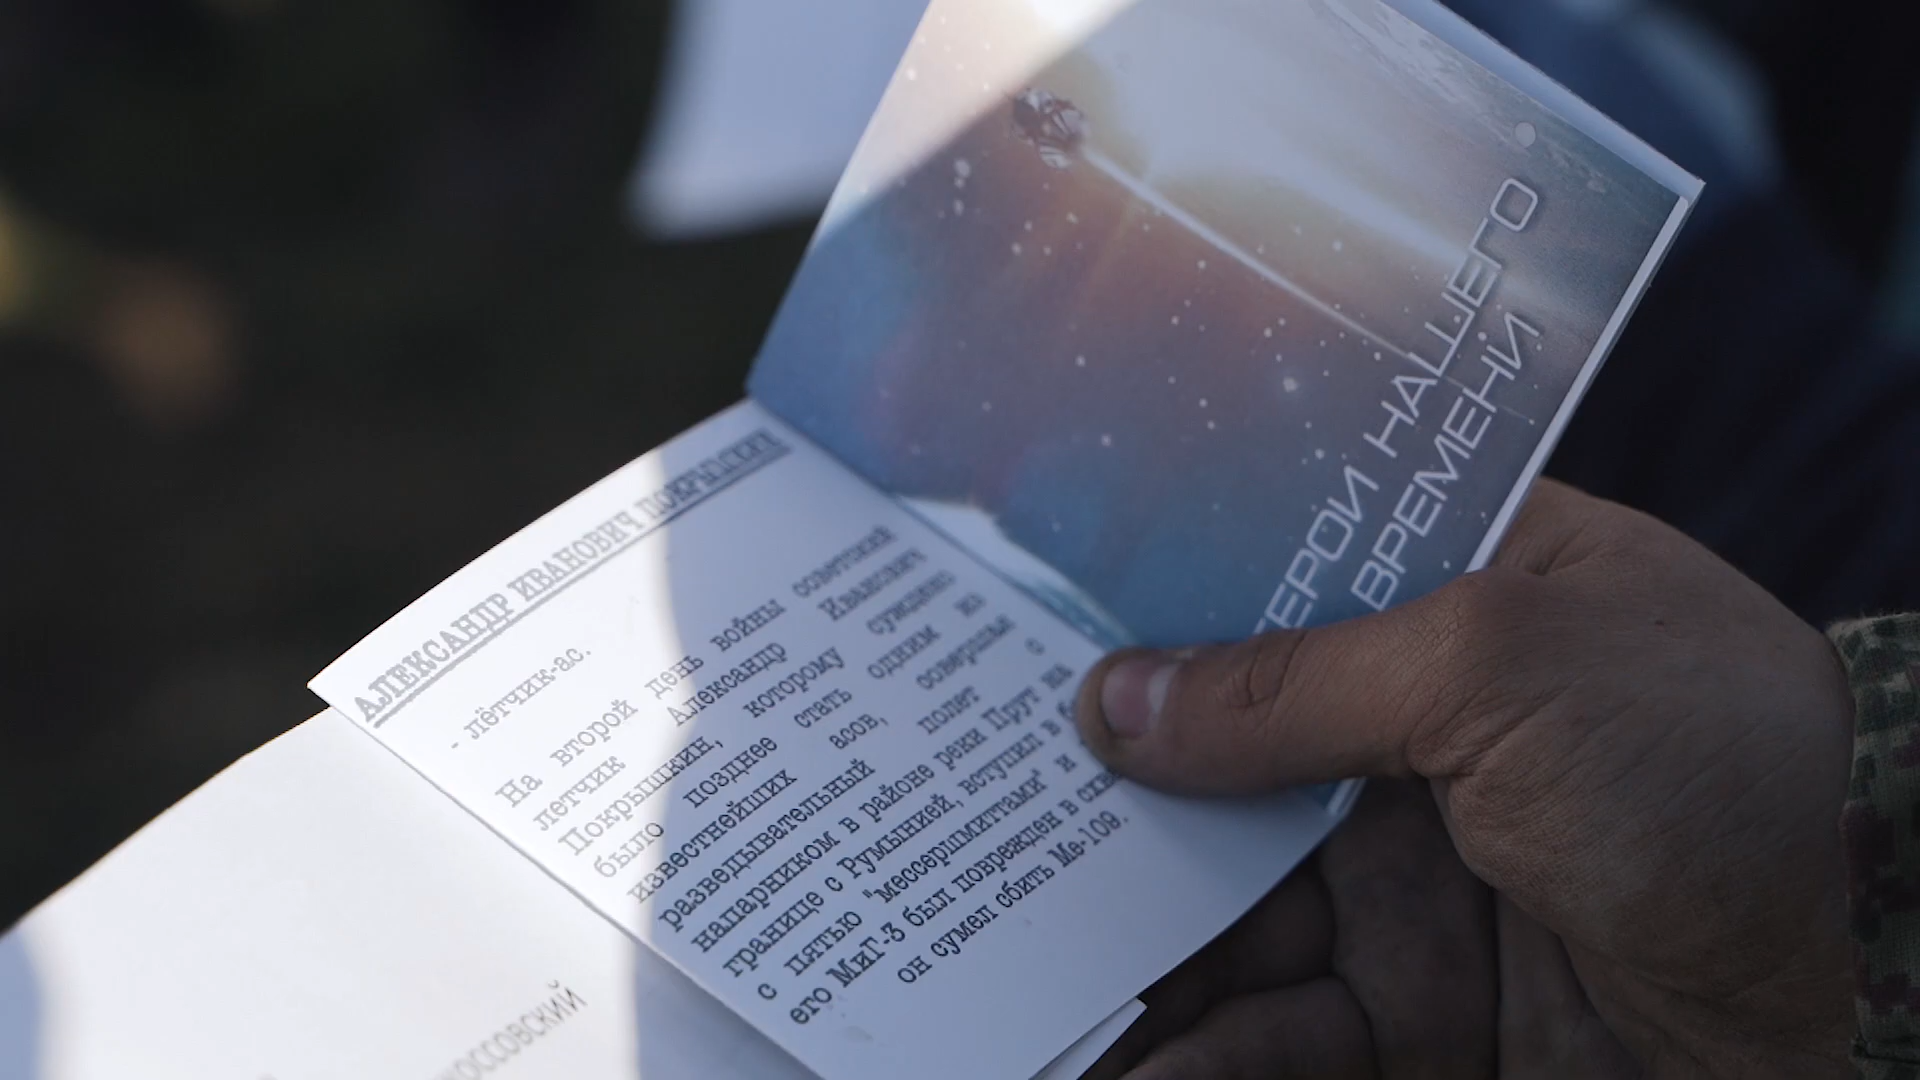 АЛЕКСАНДР ИВАНОВИЧ ПОКРЫШКИН
- лётчик-ас.
На второй день войны советский
летчик Александр Иванович
Покрышкин, которому суждено
было позднее стать одним из
известнейших асов, совершая
разведывательный полет с
напарником в районе реки Прут на
границе с Румынией, вступил в
с пятью "мессершмиттами" и
его МиГ-3 был поврежден в
он сумел сбить Ме-109.
ГЕРОИ НАШЕГО
ВРЕМЕНИ